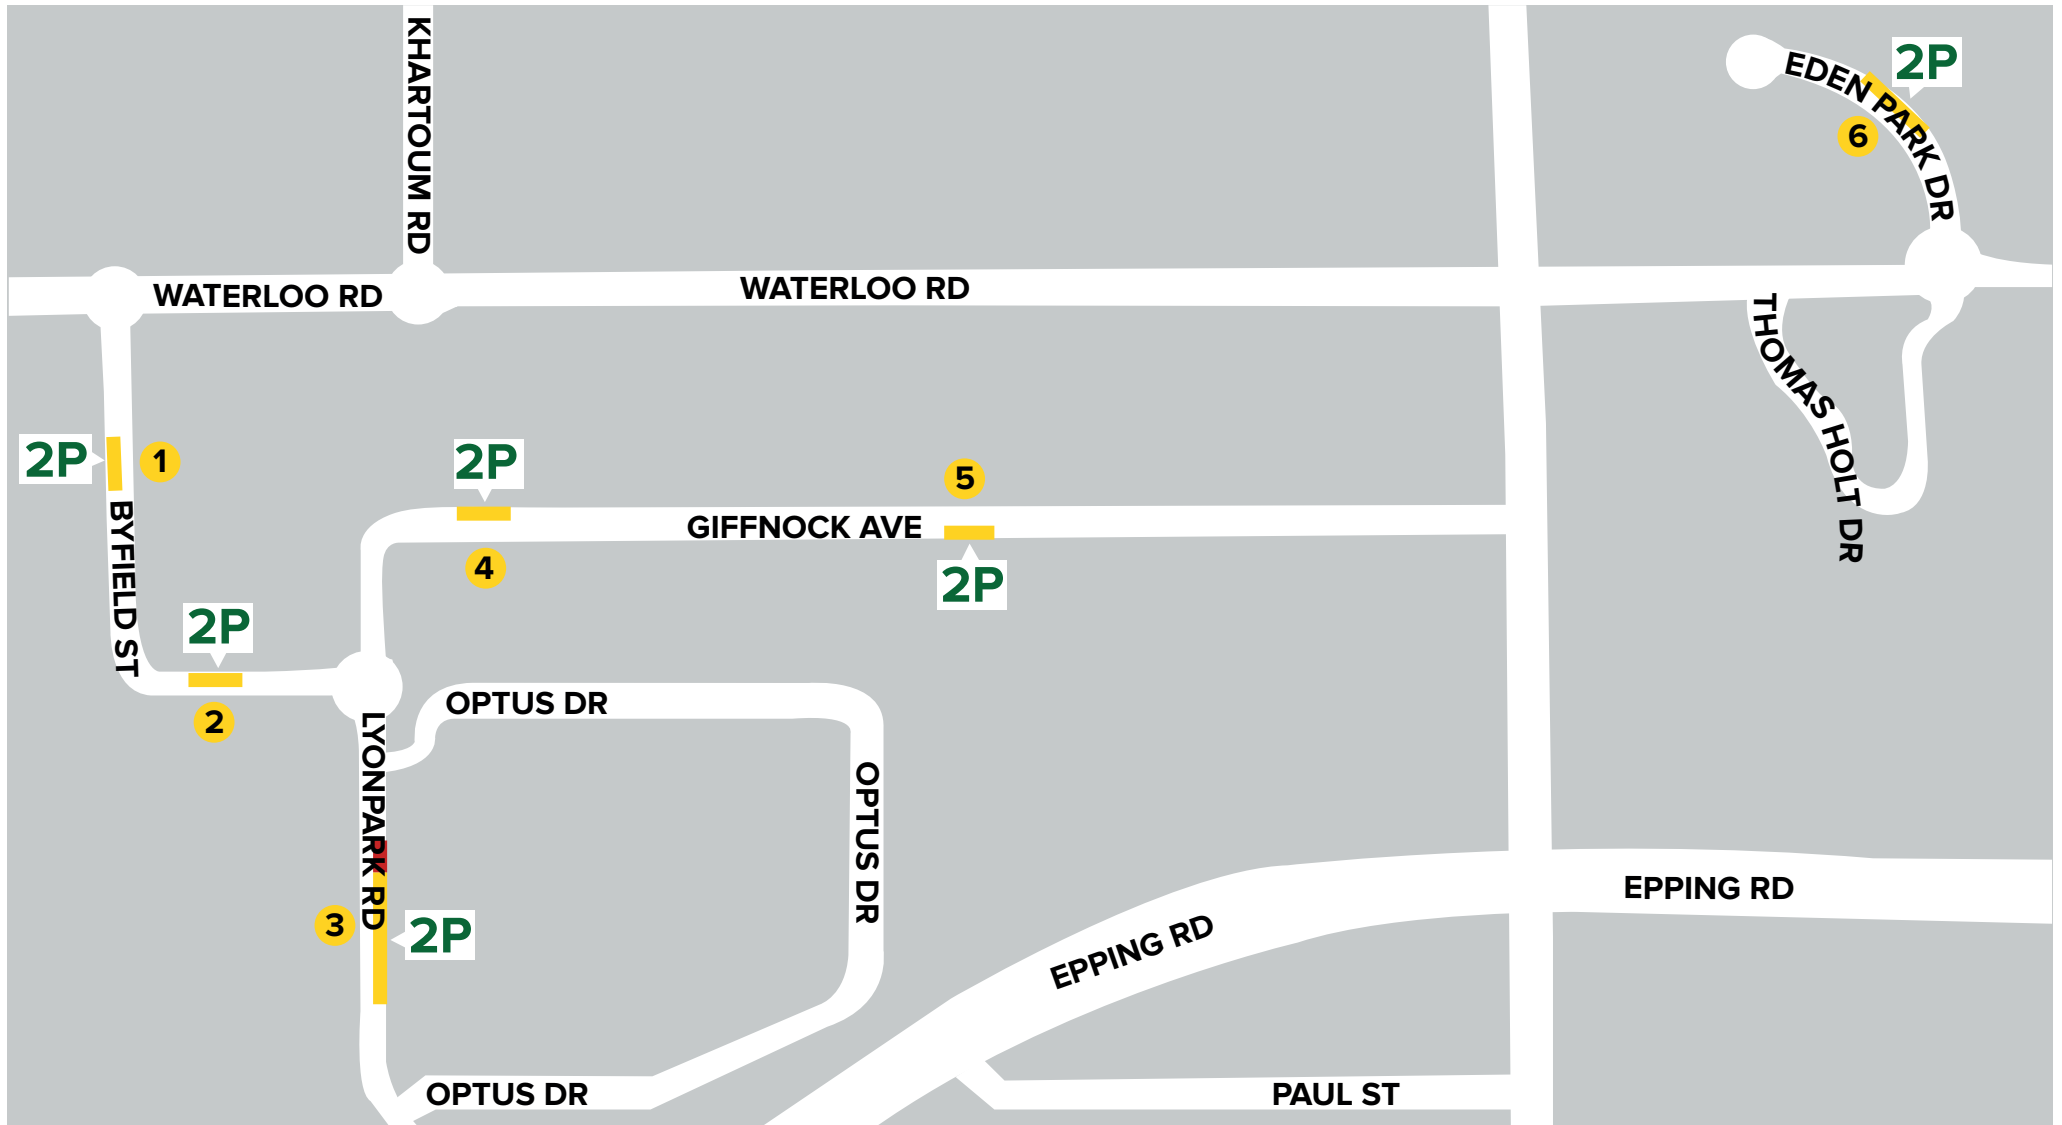 KHARTOUM RD
EDEN PARK DR
2P
6
WATERLOO RD
WATERLOO RD
THOMAS HOLT DR
2P
1
BYFIELD ST
2P
4
GIFFNOCK AVE
5
2P
2P
2
LYONPARK RD
OPTUS DR
OPTUS DR
3
2P
EPPING RD
EPPING RD
OPTUS DR
PAUL ST